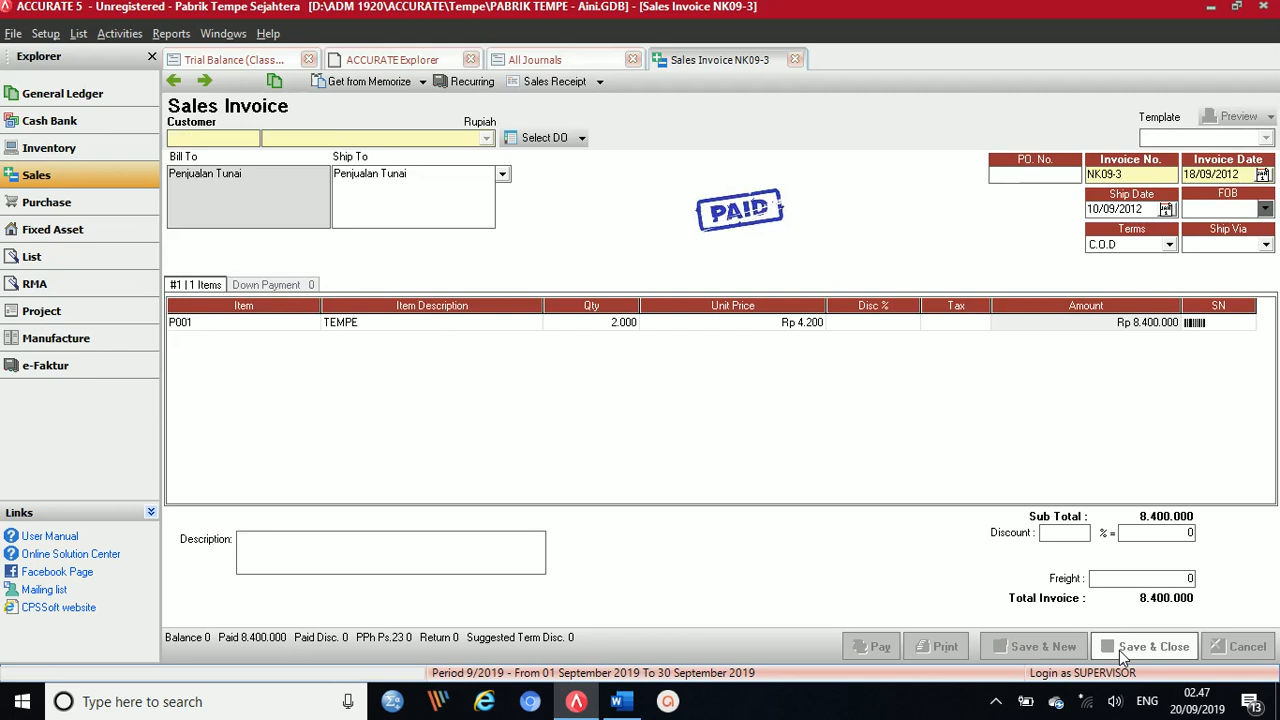 ACCURATE 5 - Unregistered - Pabrik Tempe Sejahtera [D:\ADM 1920\ACCURATE\Tempe\PABRIK TEMPE - Aini.GDB] - [Sales Invoice NK09-3]
File Setup List Activities Reports Windows Help
Explorer
Trial Balance (Class... ACCURATE Explorer All Journals Sales Invoice NK09-3
General Ledger
Cash Bank
Inventory
Sales
Purchase
Fixed Asset
List
RMA
Project
Manufacture
e-Faktur
Links
User Manual
Online Solution Center
Facebook Page
Mailing list
CPSSoft website
Get from Memorize Recurring Sales Receipt
Sales Invoice
Customer Rupiah
Select DO
Template Preview
Bill To Ship To
Penjualan Tunai Penjualan Tunai
PAID
PO. No. Invoice No. Invoice Date
NK09-3 18/09/2012
Ship Date FOB
10/09/2012
Terms Ship Via
C.O.D
#1 | 1 Items Down Payment 0
Item Item Description Qty Unit Price Disc % Tax Amount SN
P001 TEMPE 2.000 Rp 4.200 Rp 8.400.000
Sub Total : 8.400.000
Description: Discount : % = 0
Freight : 0
Total Invoice : 8.400.000
Balance 0 Paid 8.400.000 Paid Disc. 0 PPh Ps.23 0 Return 0 Suggested Term Disc. 0
Pay Print Save & New Save & Close Cancel
Period 9/2019 - From 01 September 2019 To 30 September 2019 Login as SUPERVISOR
Type here to search
ENG
02.47
20/09/2019
13